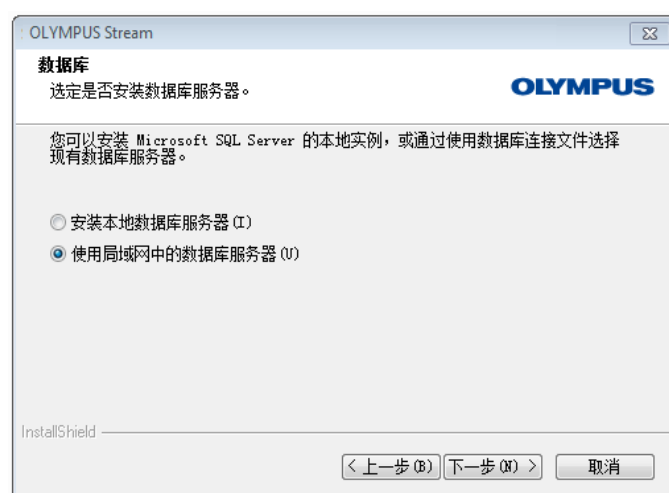 OLYMPUS Stream
数据库
选定是否安装数据库服务器。
OLYMPUS
您可以安装 Microsoft SQL Server 的本地实例，或通过使用数据库连接文件选择
现有数据库服务器。
安装本地数据库服务器(I)
使用局域网中的数据库服务器(U)
InstallShield
< 上一步(B) 下一步(N) > 取消